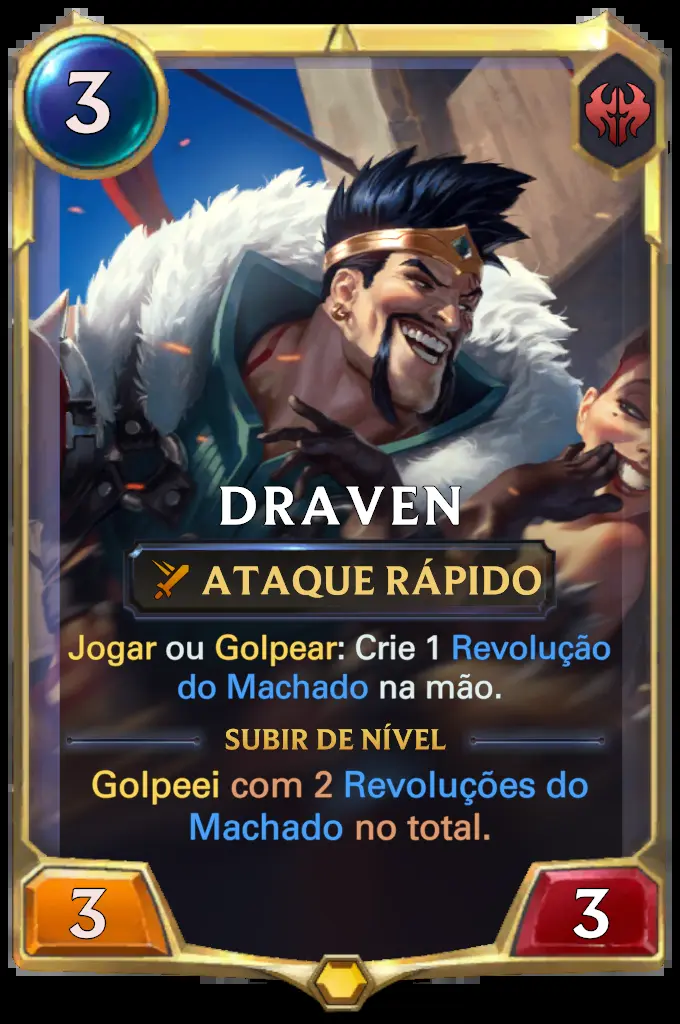 3
DRAVEN
ATAQUE RÁPIDO
Jogar ou Golpear: Crie 1 Revolução
do Machado na mão.
SUBIR DE NÍVEL
Golpeei com 2 Revoluções do
Machado no total.
3
3